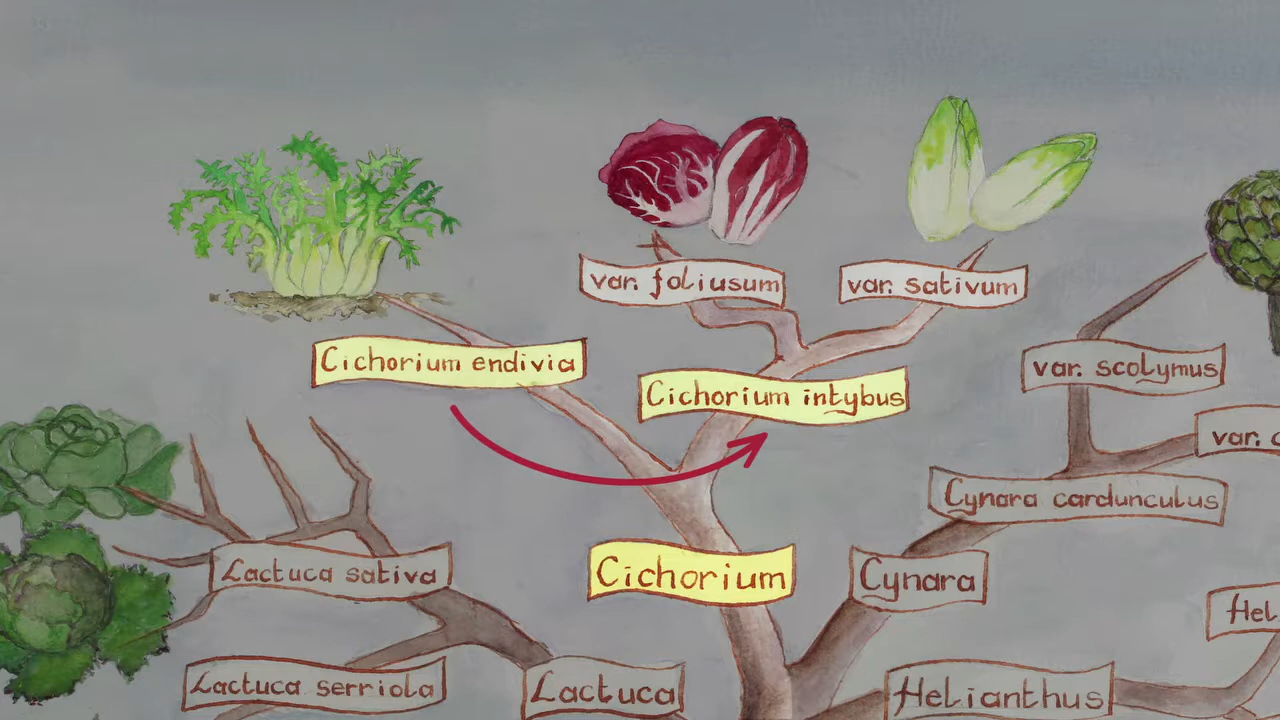 var. foliusum
var. sativum
Cichorium endivia
var. scolymus
Cichorium intybus
var.
Cynara cardunculus
Lactuca sativa
Cichorium
Cynara
Lactuca serriola
Lactuca
Helianthus